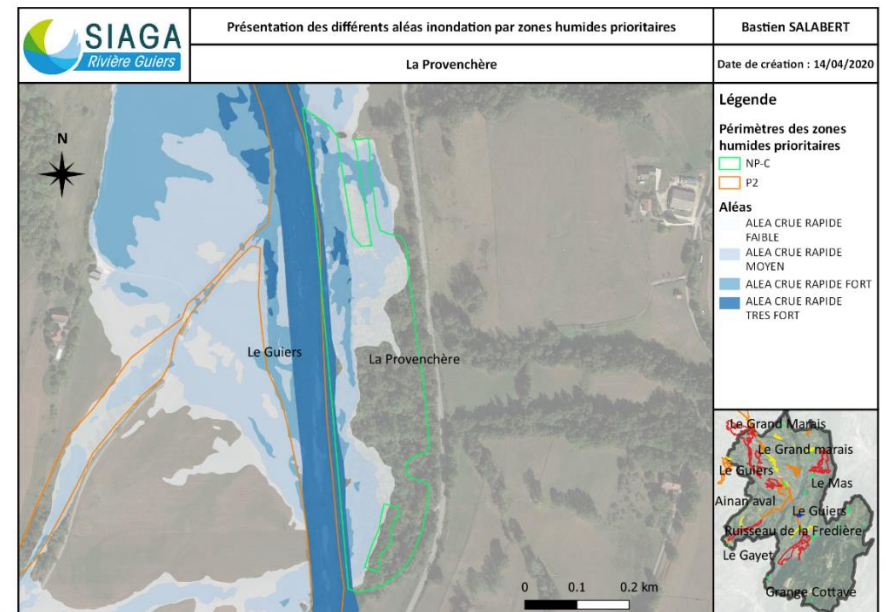 SIAGA
Rivière Guiers
Présentation des différents aléas inondation par zones humides prioritaires
La Provenchère
Bastien SALABERT
Date de création : 14/04/2020
N
Le Guiers
La Provenchère
0 0.1 0.2 km
Légende
Périmètres des zones
humides prioritaires
NP-C
P2
Aléas
ALEA CRUE RAPIDE
FAIBLE
ALEA CRUE RAPIDE
MOYEN
ALEA CRUE RAPIDE FORT
ALEA CRUE RAPIDE
TRES FORT
Le Grand Marais
Le Grand marais
Le Guiers
Le Mas
Ainan aval
Le Guiers
Ruisseau de la Fredière
Le Gayet
Grange Cottave